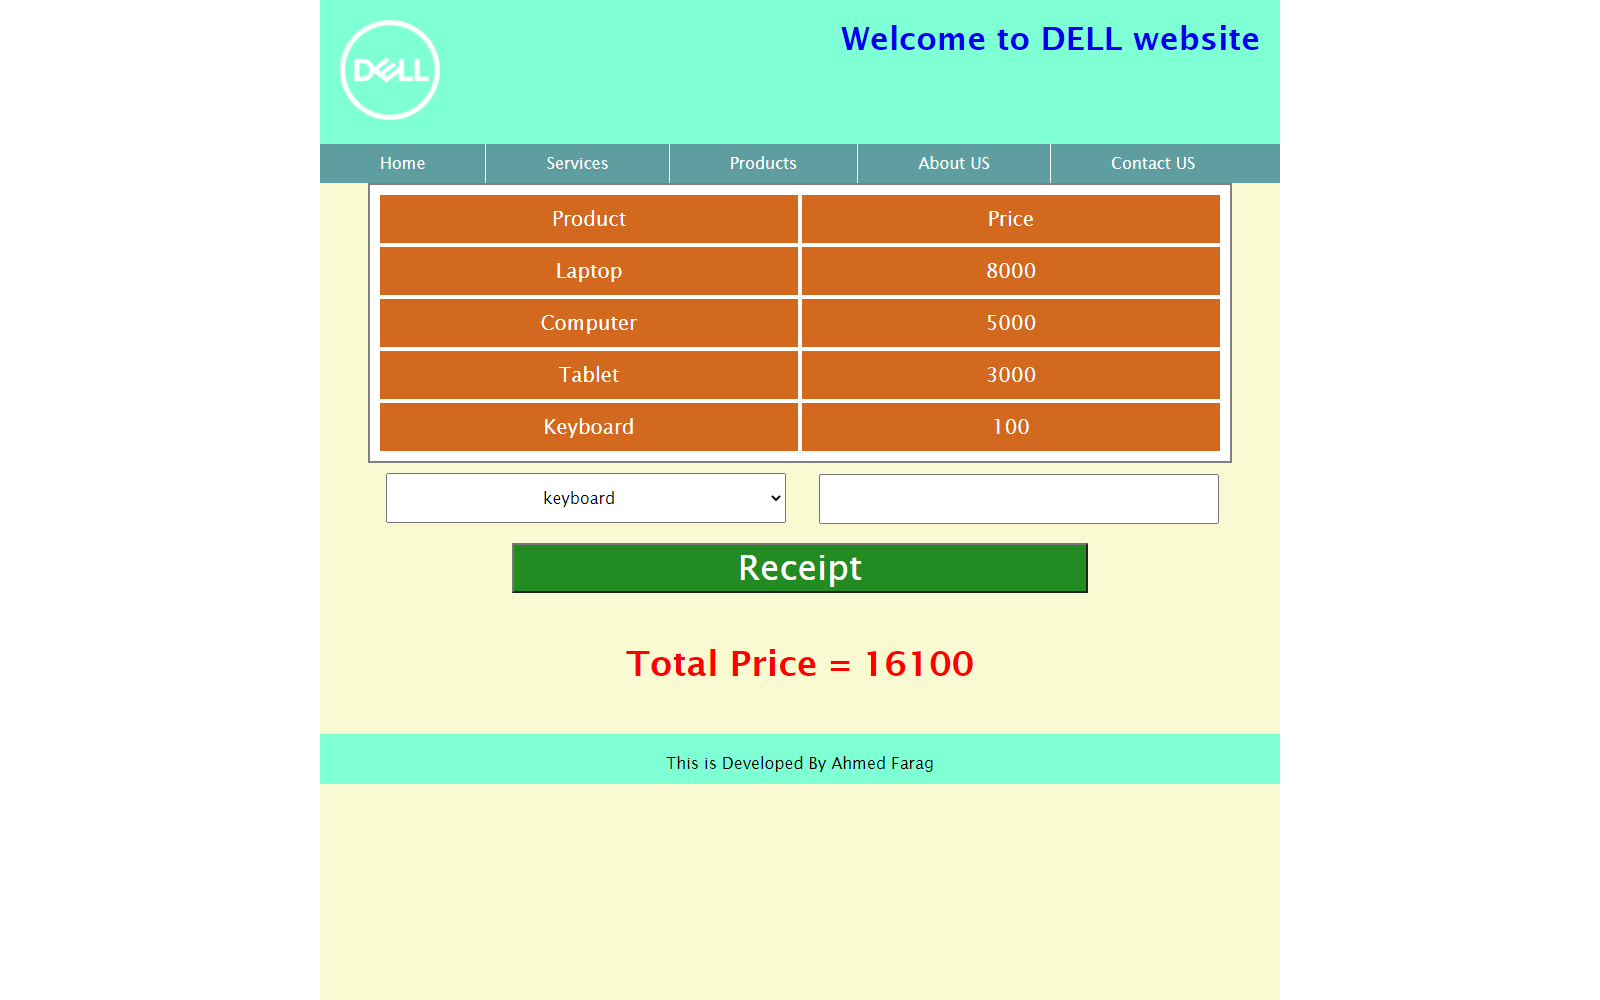 DELL
Welcome to DELL website
Home Services Products About US Contact US
Product Price
Laptop 8000
Computer 5000
Tablet 3000
Keyboard 100
keyboard
Receipt
Total Price = 16100
This is Developed By Ahmed Farag